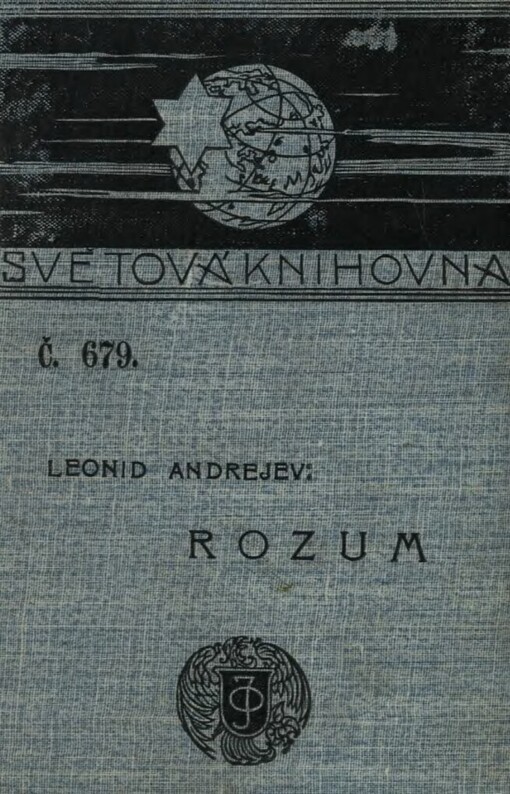 SVĚTOVÁ KNIHOVNA
Č. 679.
LEONID ANDREJEV:
ROZUM